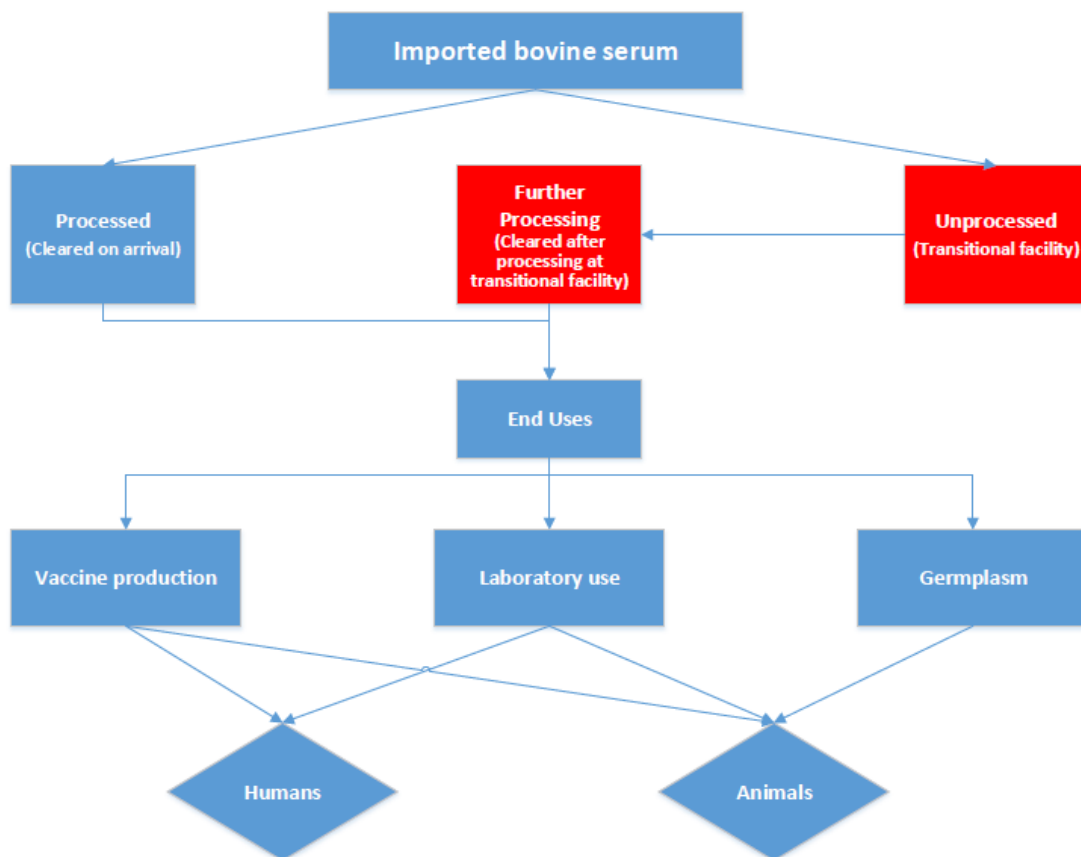 Imported bovine serum
Processed
(Cleared on arrival)
Further
Processing
(Cleared after
processing at
transitional facility)
Unprocessed
(Transitional facility)
End Uses
Vaccine production
Laboratory use
Germplasm
Humans
Animals